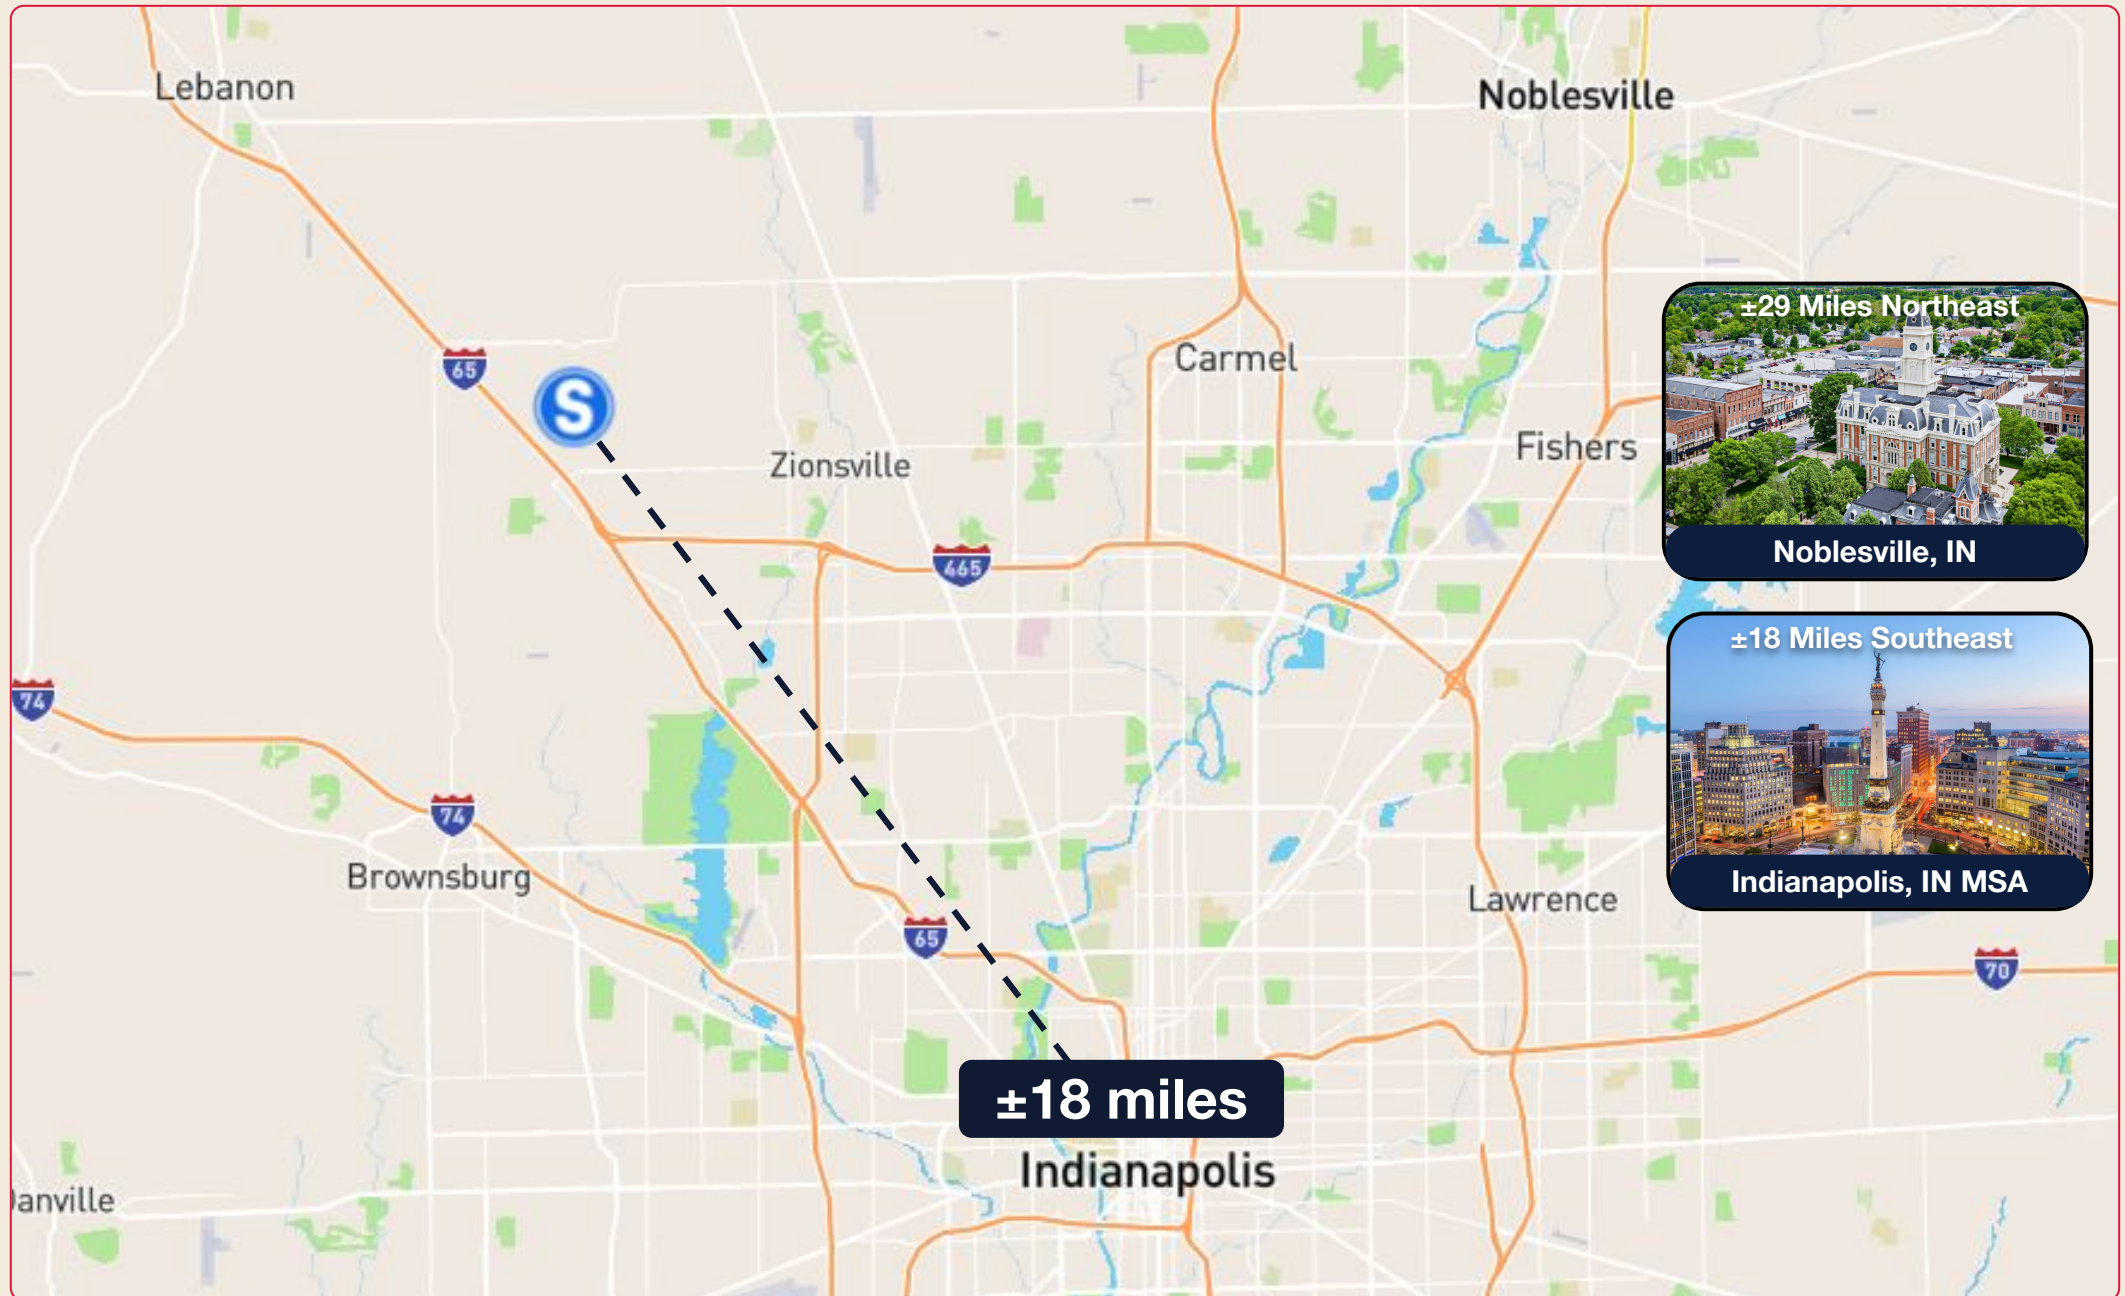 Lebanon
Noblesville
±29 Miles Northeast
65
S
Carmel
Zionsville
Fishers
465
Noblesville, IN
±18 Miles Southeast
74
74
Brownsburg
Indianapolis, IN MSA
Lawrence
65
70
±18 miles
Indianapolis
anville